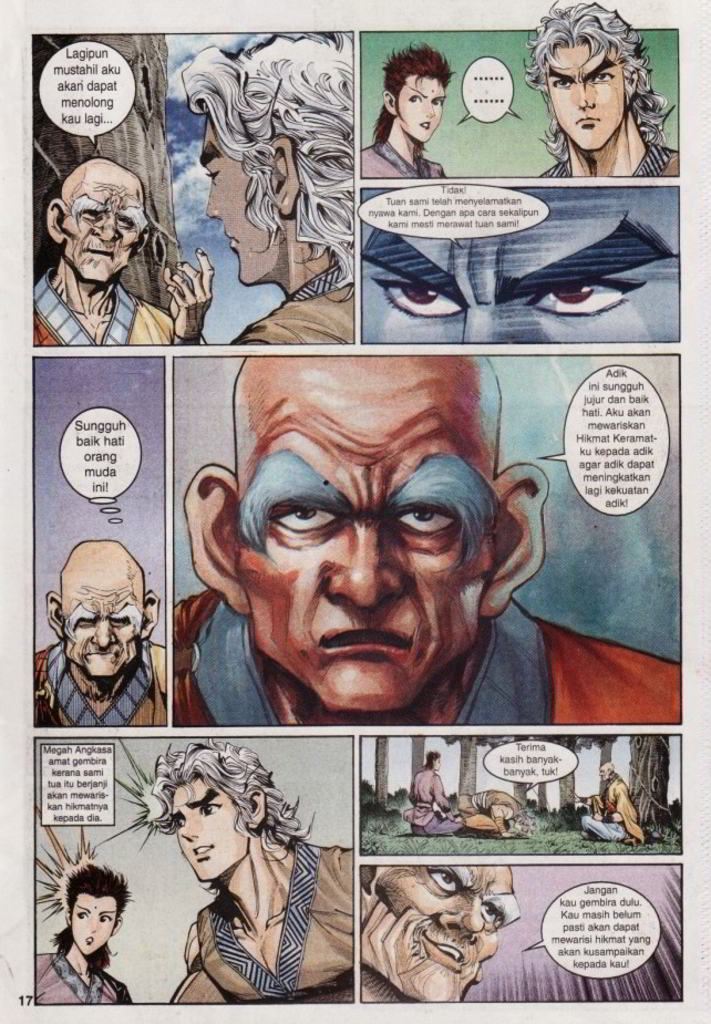 Lagipun
mustahil aku
akan dapat
menolong
kau lagi...
......
......
Tidak!
Tuan sami telah menyelamatkan
nyawa kami. Dengan apa cara sekalipun
kami mesti merawat tuan sami!
Sungguh
baik hati
orang
muda
ini!
Adik
ini sungguh
jujur dan baik
hati. Aku akan
mewariskan
Hikmat Keramat-
ku kepada adik
agar adik dapat
meningkatkan
lagi kekuatan
adik!
Megah Angkasa
amat gembira
kerana sami
tua itu berjanji
akan mewaris-
kan hikmatnya
kepada dia.
Terima
kasih banyak-
banyak, tuk!
Jangan
kau gembira dulu.
Kau masih belum
pasti akan dapat
mewarisi hikmat yang
akan kusampaikan
kepada kau!
17